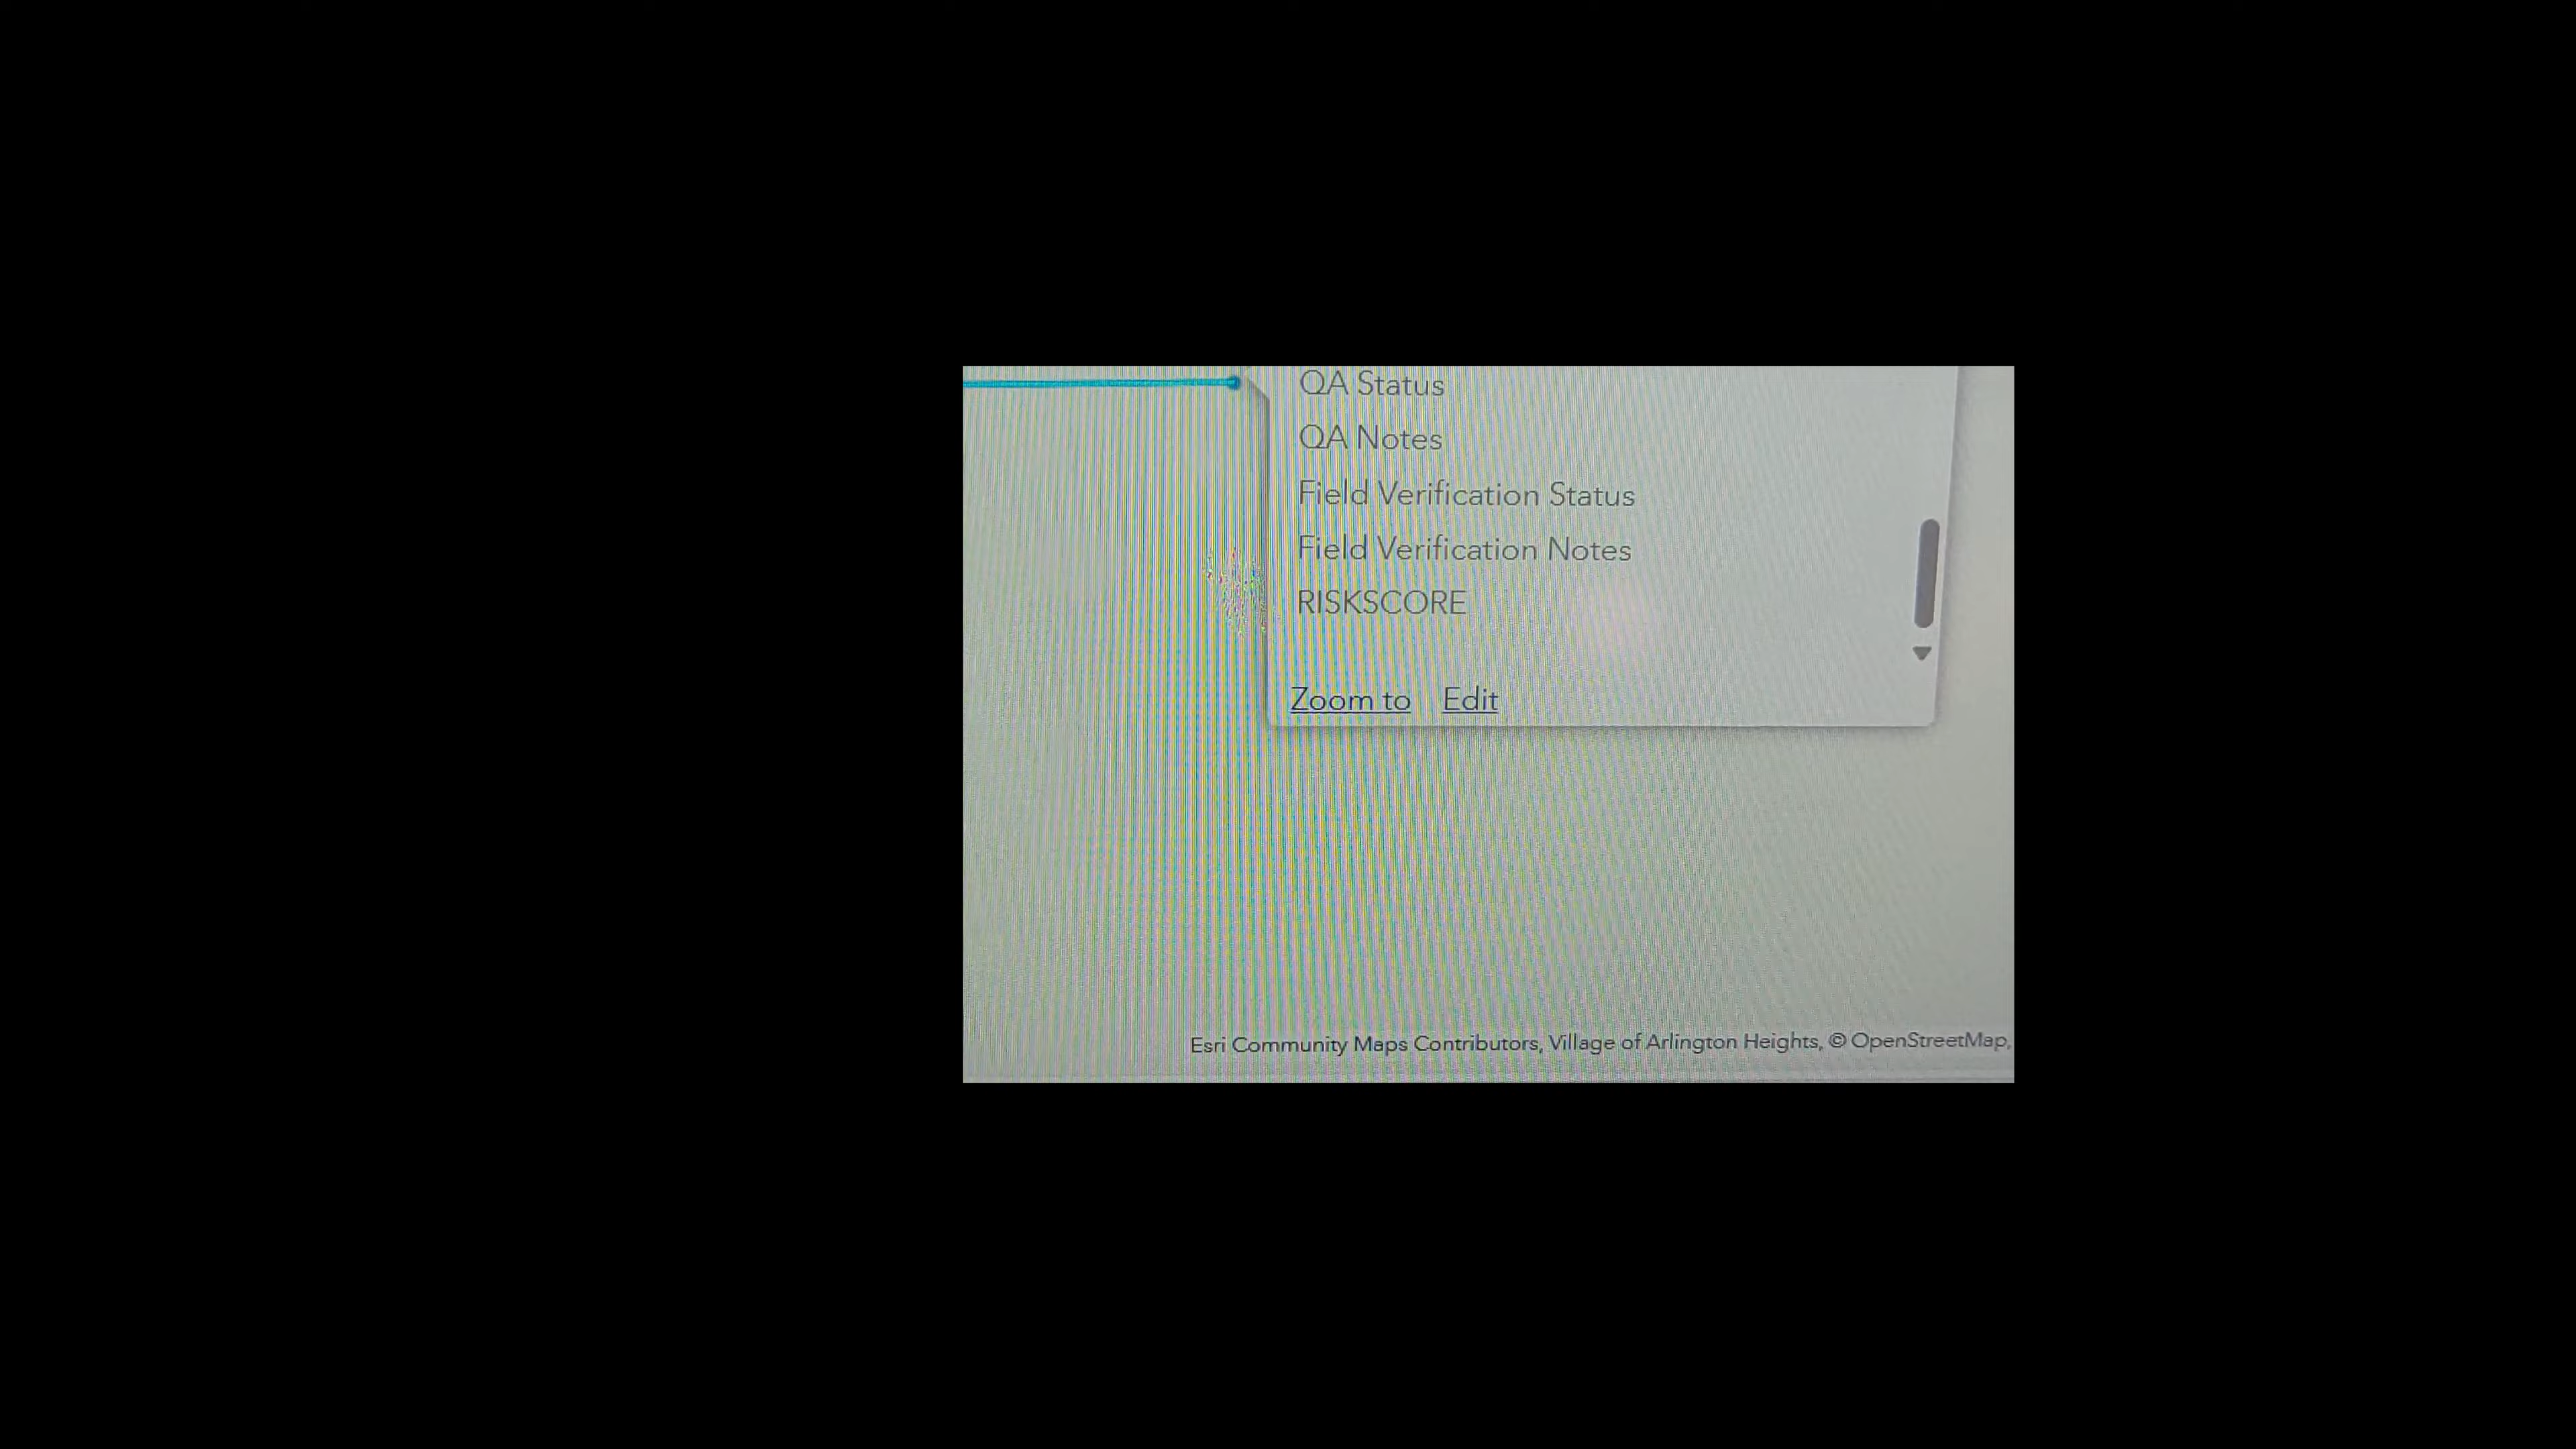 QA Status
QA Notes
Field Verification Status
Field Verification Notes
RISKSCORE
Zoom to Edit
Esri Community Maps Contributors, Village of Arlington Heights, © OpenStreetMap,